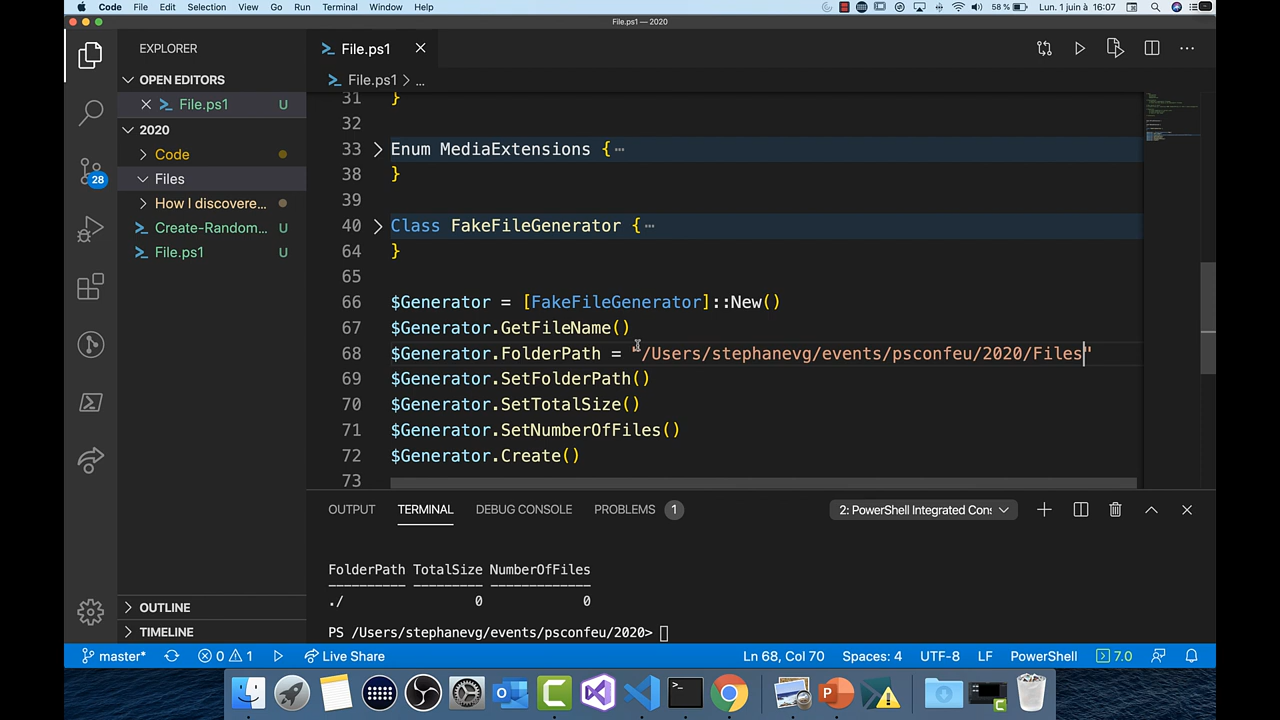 Code File Edit Selection View Go Run Terminal Window Help 58 % Lun. 1 juin à 16:07
File.ps1 — 2020
EXPLORER
File.ps1
OPEN EDITORS
File.ps1 > ...
File.ps1 U
2020
Code
Files
How I discovere...
Create-Random... U
File.ps1 U
28
31 }
32
33 Enum MediaExtensions {
38 }
39
40 Class FakeFileGenerator {
64 }
65
66 $Generator = [FakeFileGenerator]::New()
67 $Generator.GetFileName()
68 $Generator.FolderPath = "/Users/stephanevg/events/psconfeu/2020/Files"
69 $Generator.SetFolderPath()
70 $Generator.SetTotalSize()
71 $Generator.SetNumberOfFiles()
72 $Generator.Create()
73
OUTPUT TERMINAL DEBUG CONSOLE PROBLEMS 1 2: PowerShell Integrated Cons
FolderPath TotalSize NumberOfFiles
---------- --------- -------------
./ 0 0
PS /Users/stephanevg/events/psconfeu/2020>
OUTLINE
TIMELINE
master* 0 1 Live Share Ln 68, Col 70 Spaces: 4 UTF-8 LF PowerShell 7.0